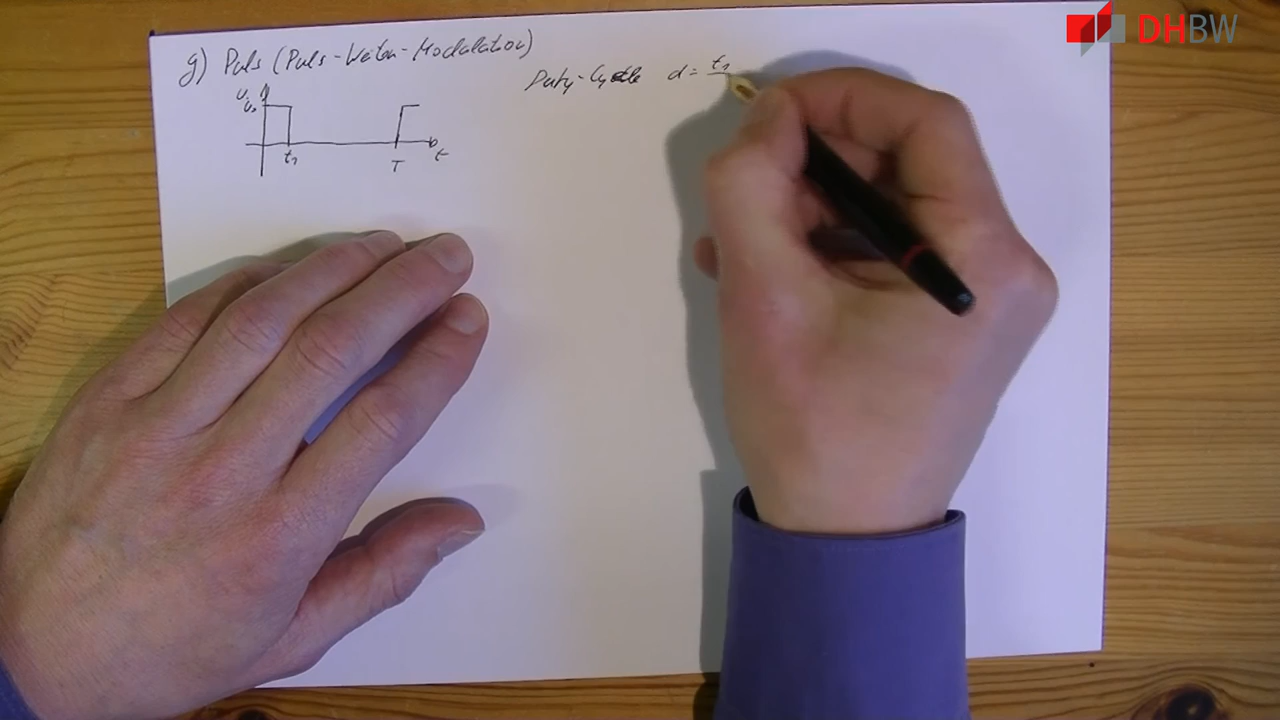 DHBW
g) Puls (Puls-Weiten-Modulation)
Duty-Cycle d = t₁
U
U₀
t₁
T
t